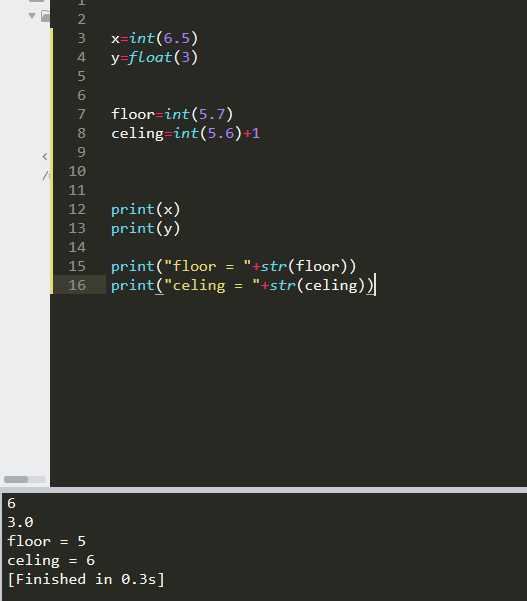 2
3 x=int(6.5)
4 y=float(3)
5
6
7 floor=int(5.7)
8 celing=int(5.6)+1
9
10
11
12 print(x)
13 print(y)
14
15 print("floor = "+str(floor))
16 print("celing = "+str(celing))
6
3.0
floor = 5
celing = 6
[Finished in 0.3s]